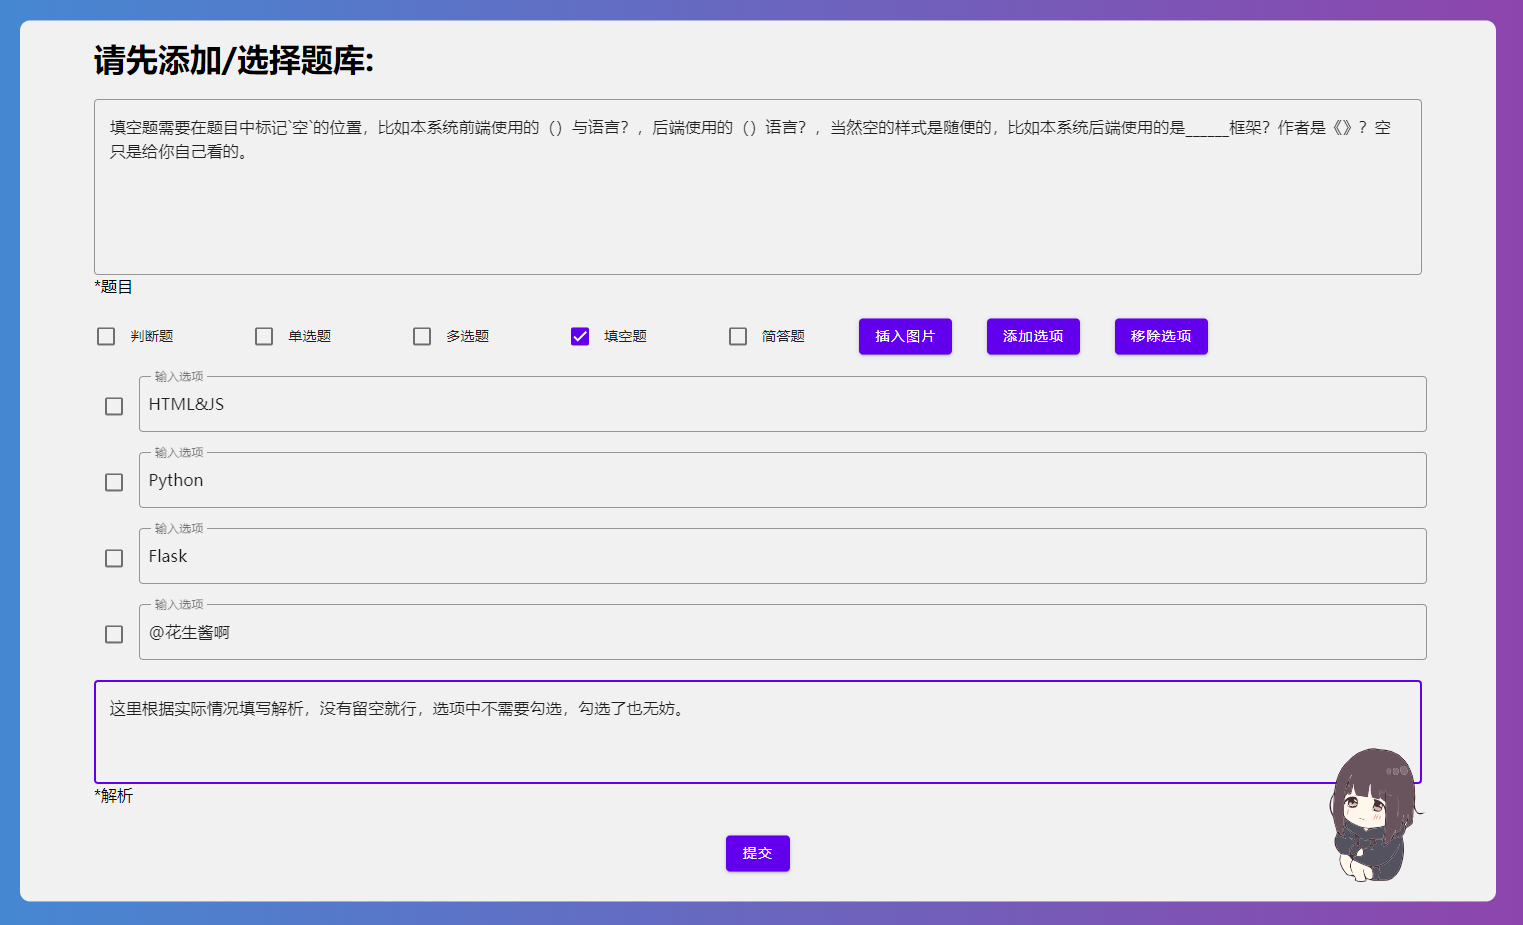 请先添加/选择题库:
填空题需要在题目中标记`空`的位置，比如本系统前端使用的（）与语言？，后端使用的（）语言？，当然空的样式是随便的，比如本系统后端使用的是______框架？作者是《》？空
只是给你自己看的。
*题目
判断题 单选题 多选题 填空题 简答题 插入图片 添加选项 移除选项
输入选项
HTML&JS
输入选项
Python
输入选项
Flask
输入选项
@花生酱啊
这里根据实际情况填写解析，没有留空就行，选项中不需要勾选，勾选了也无妨。
*解析
提交